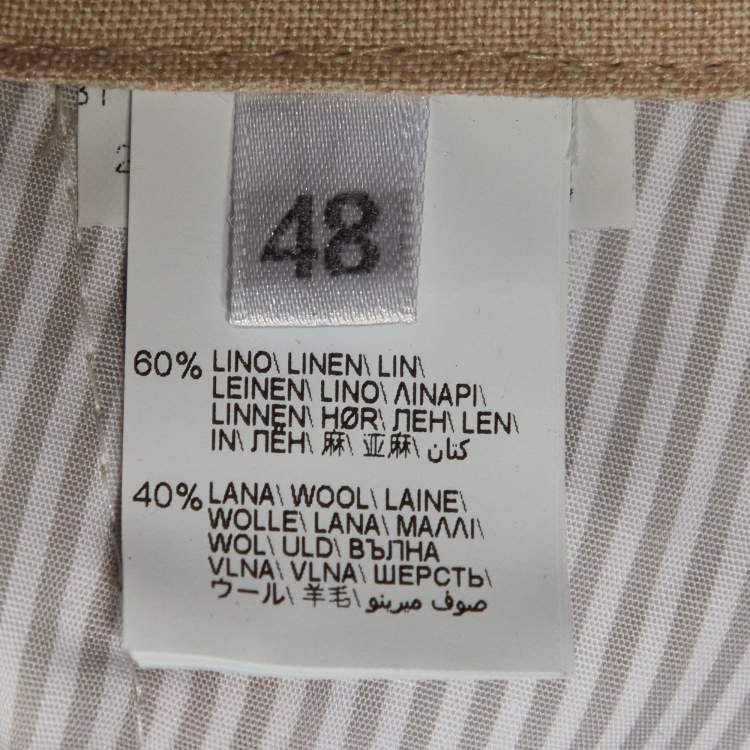 48
60% LINO\ LINEN\ LIN\
LEINEN\ LINO\ ΛΙΝΑΡΙ\
LINNEN\ HØR\ ЛЕН\ LEN\
IN\ ЛЁН\ 麻\ 亚麻\ كتان
40% LANA\ WOOL\ LAINE\
WOLLE\ LANA\ ΜΑΛΛΙ\
WOL\ ULD\ ВЪЛНА
VLNA\ VLNA\ ШЕРСТЬ\
ウール\ 羊毛\ صوف ميرينو